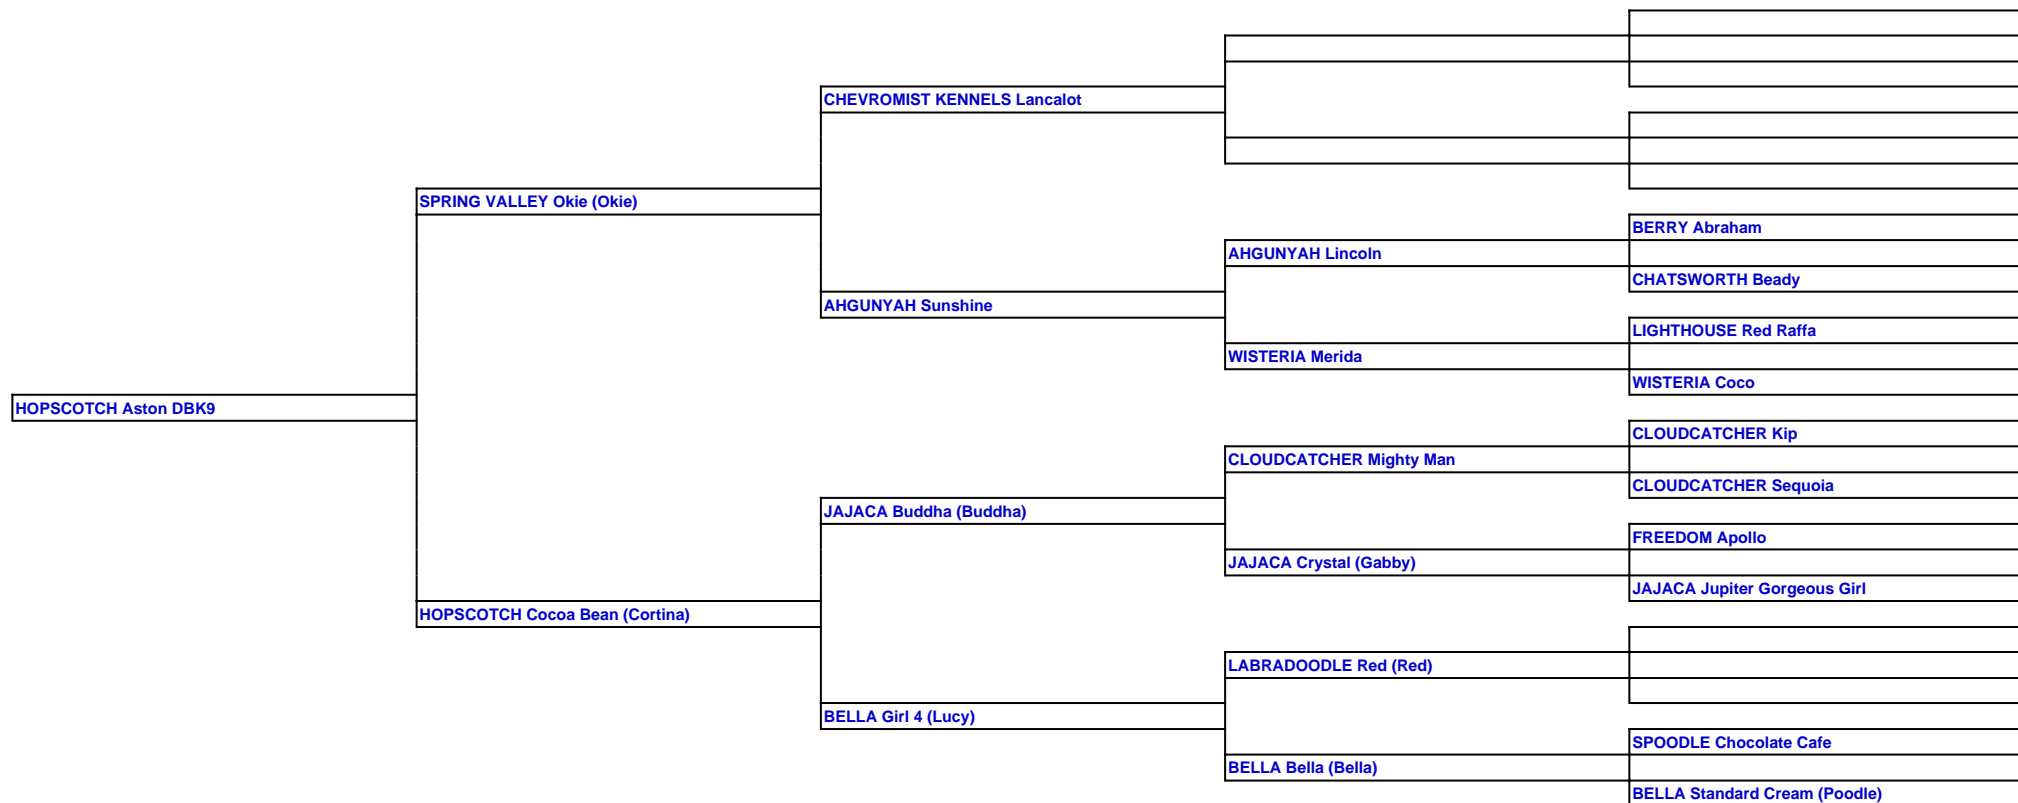 CHEVROMIST KENNELS Lancalot
SPRING VALLEY Okie (Okie)
BERRY Abraham
AHGUNYAH Lincoln
CHATSWORTH Beady
AHGUNYAH Sunshine
LIGHTHOUSE Red Raffa
WISTERIA Merida
WISTERIA Coco
HOPSCOTCH Aston DBK9
CLOUDCATCHER Kip
CLOUDCATCHER Mighty Man
CLOUDCATCHER Sequoia
JAJACA Buddha (Buddha)
FREEDOM Apollo
JAJACA Crystal (Gabby)
JAJACA Jupiter Gorgeous Girl
HOPSCOTCH Cocoa Bean (Cortina)
LABRADOODLE Red (Red)
BELLA Girl 4 (Lucy)
SPOODLE Chocolate Cafe
BELLA Bella (Bella)
BELLA Standard Cream (Poodle)